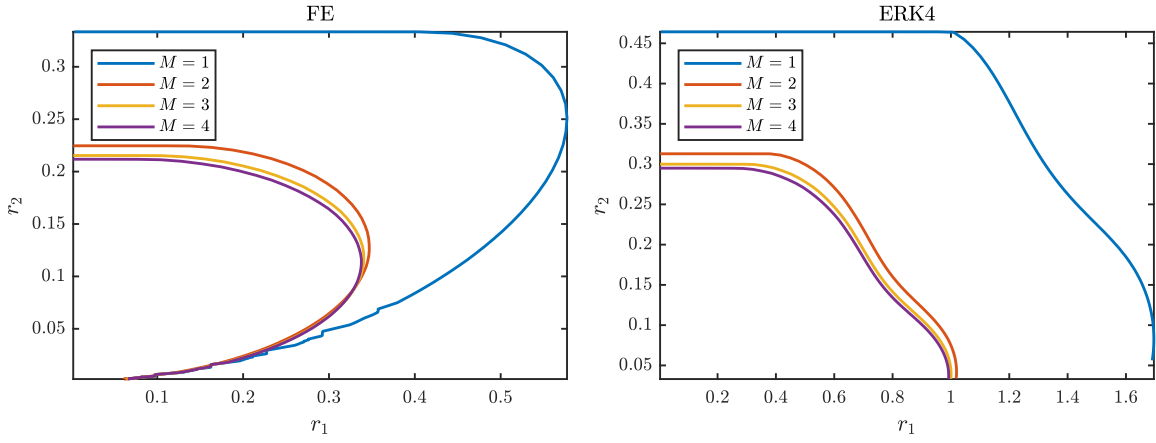 FE
0.3
0.25
0.2
0.15
0.1
0.05
r₂
M = 1
M = 2
M = 3
M = 4
0.1 0.2 0.3 0.4 0.5
r₁
ERK4
0.45
0.4
0.35
0.3
0.25
0.2
0.15
0.1
0.05
r₂
M = 1
M = 2
M = 3
M = 4
0.2 0.4 0.6 0.8 1 1.2 1.4 1.6
r₁